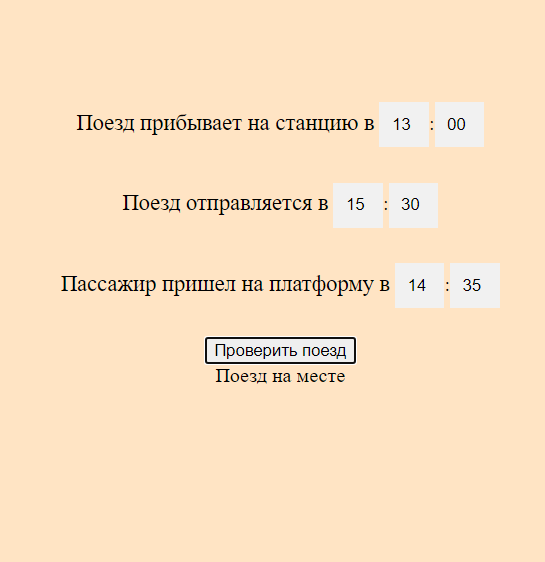 Поезд прибывает на станцию в 13 : 00
Поезд отправляется в 15 : 30
Пассажир пришел на платформу в 14 : 35
Проверить поезд
Поезд на месте